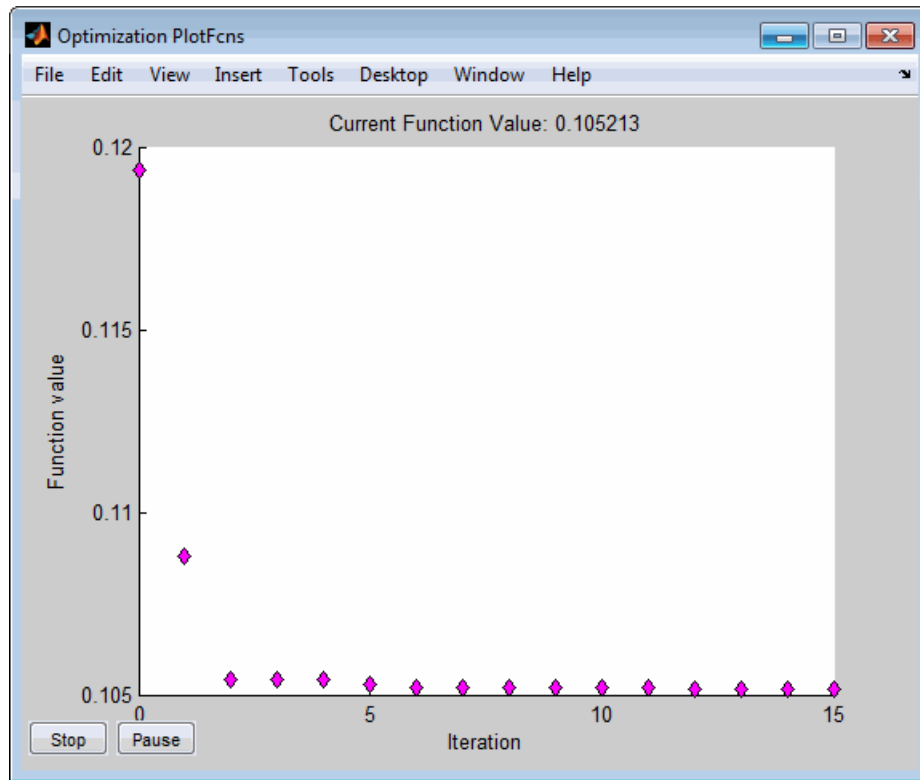 Optimization PlotFcns
File Edit View Insert Tools Desktop Window Help
Current Function Value: 0.105213
0.12
0.115
0.11
0.105
Function value
0 5 10 15
Iteration
Stop Pause